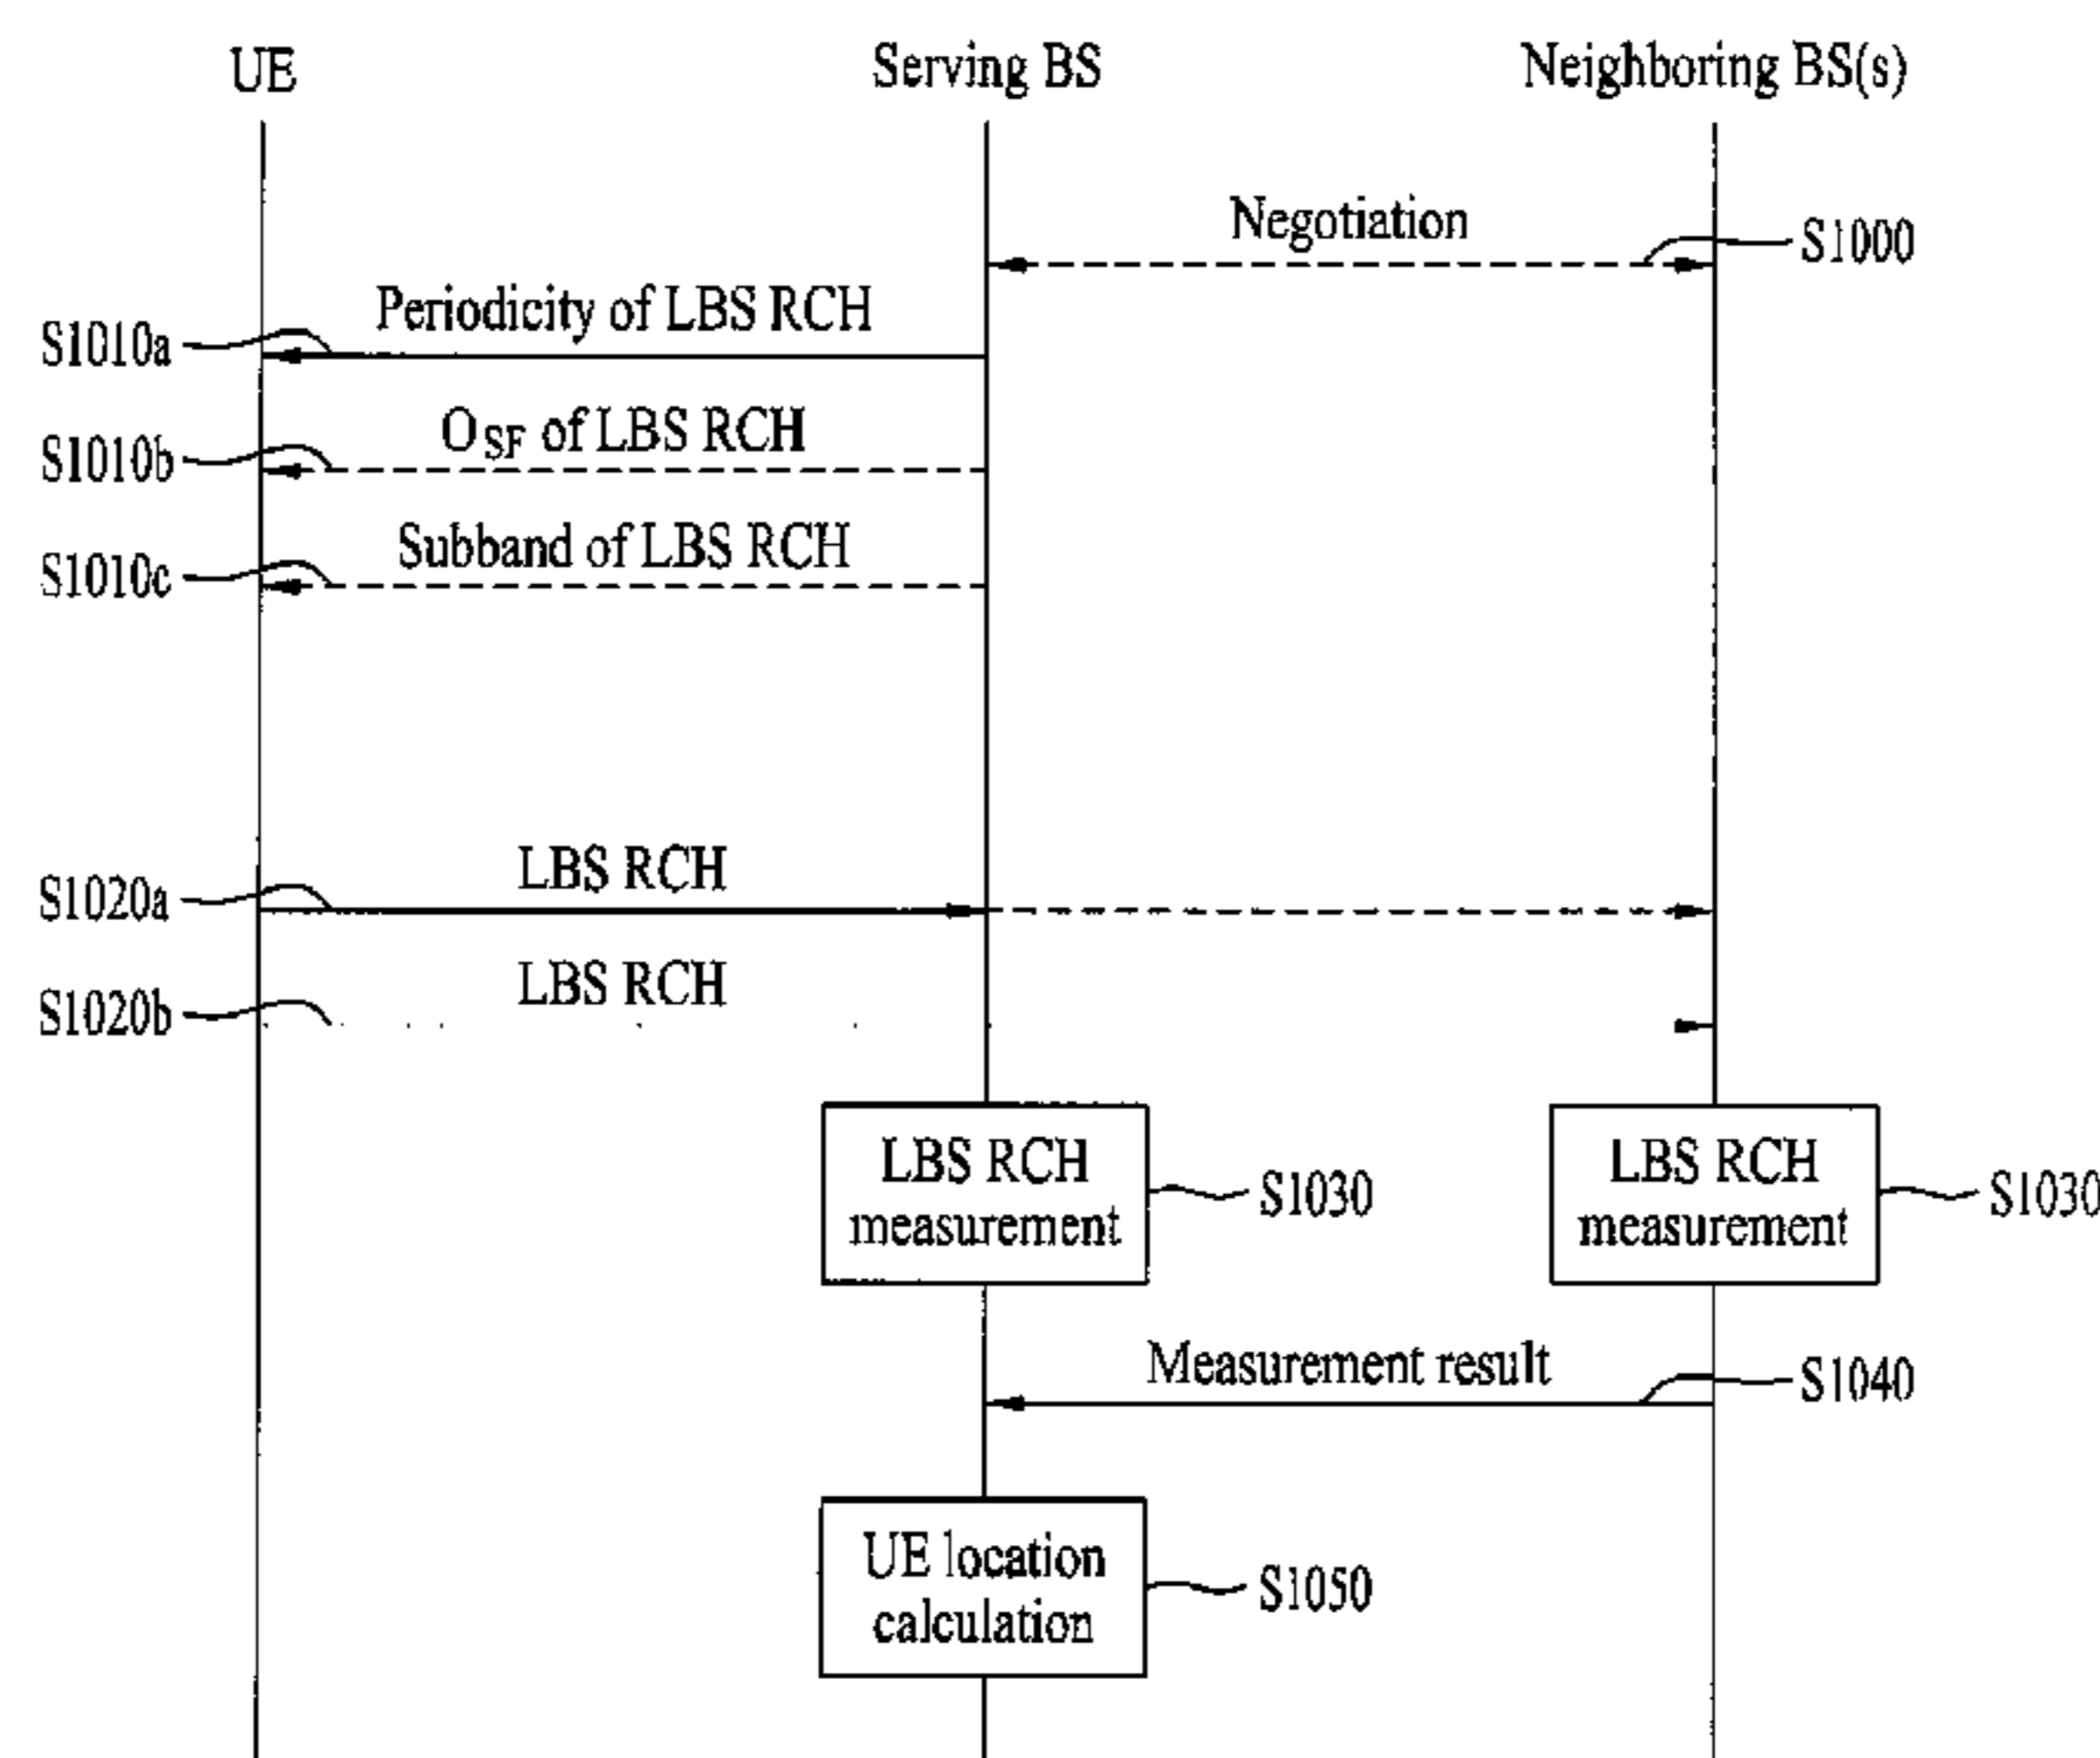 UE
Serving BS
Neighboring BS(s)
Negotiation
S1000
Periodicity of LBS RCH
S1010a
OSF of LBS RCH
S1010b
Subband of LBS RCH
S1010c
LBS RCH
S1020a
LBS RCH
S1020b
LBS RCH
measurement
S1030
LBS RCH
measurement
S1030
Measurement result
S1040
UE location
calculation
S1050